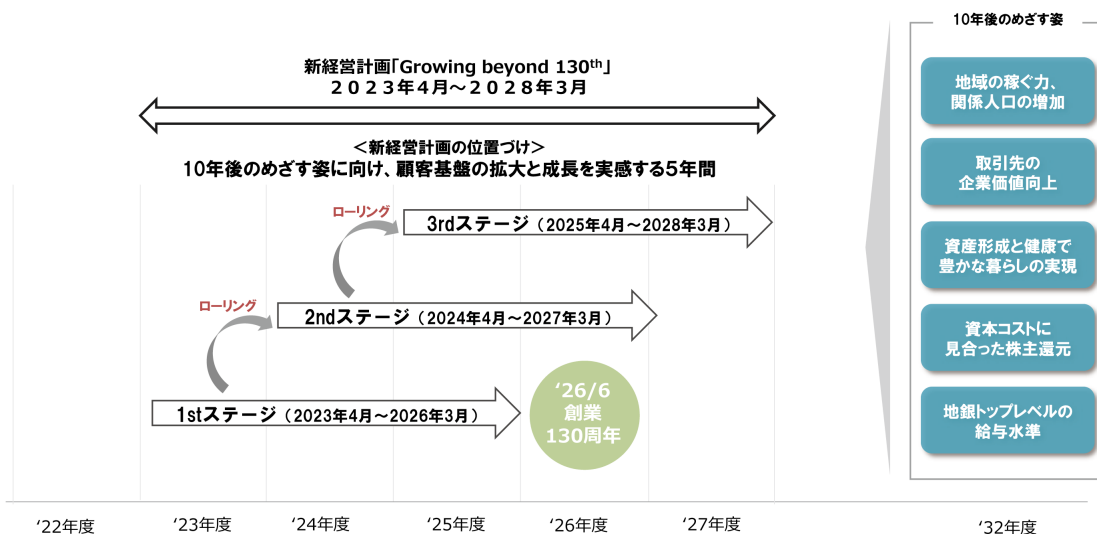 新経営計画「Growing beyond 130th」
２０２３年４月～２０２８年３月
＜新経営計画の位置づけ＞
10年後のめざす姿に向け、顧客基盤の拡大と成長を実感する5年間
ローリング
3rdステージ（2025年4月～2028年3月）
ローリング
2ndステージ（2024年4月～2027年3月）
1stステージ（2023年4月～2026年3月）
‘26/6
創業
130周年
10年後のめざす姿
地域の稼ぐ力、
関係人口の増加
取引先の
企業価値向上
資産形成と健康で
豊かな暮らしの実現
資本コストに
見合った株主還元
地銀トップレベルの
給与水準
‘22年度
‘23年度
‘24年度
‘25年度
‘26年度
‘27年度
‘32年度